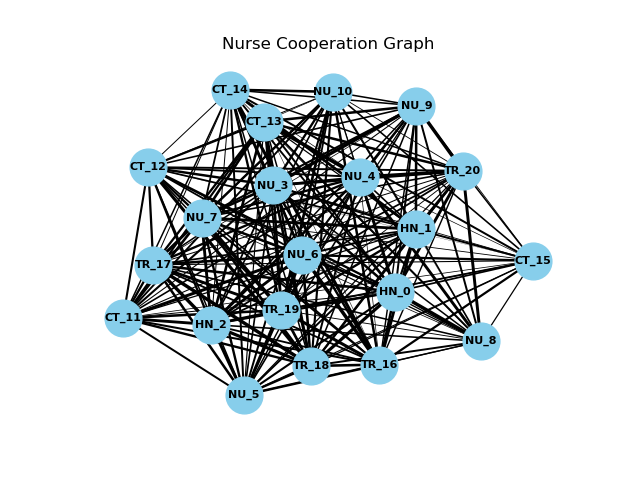 Nurse Cooperation Graph
CT_14
NU_10
NU_9
CT_13
CT_12
TR_20
NU_4
NU_3
NU_7
HN_1
NU_6
CT_15
TR_17
HN_0
TR_19
CT_11
HN_2
NU_8
TR_18
TR_16
NU_5